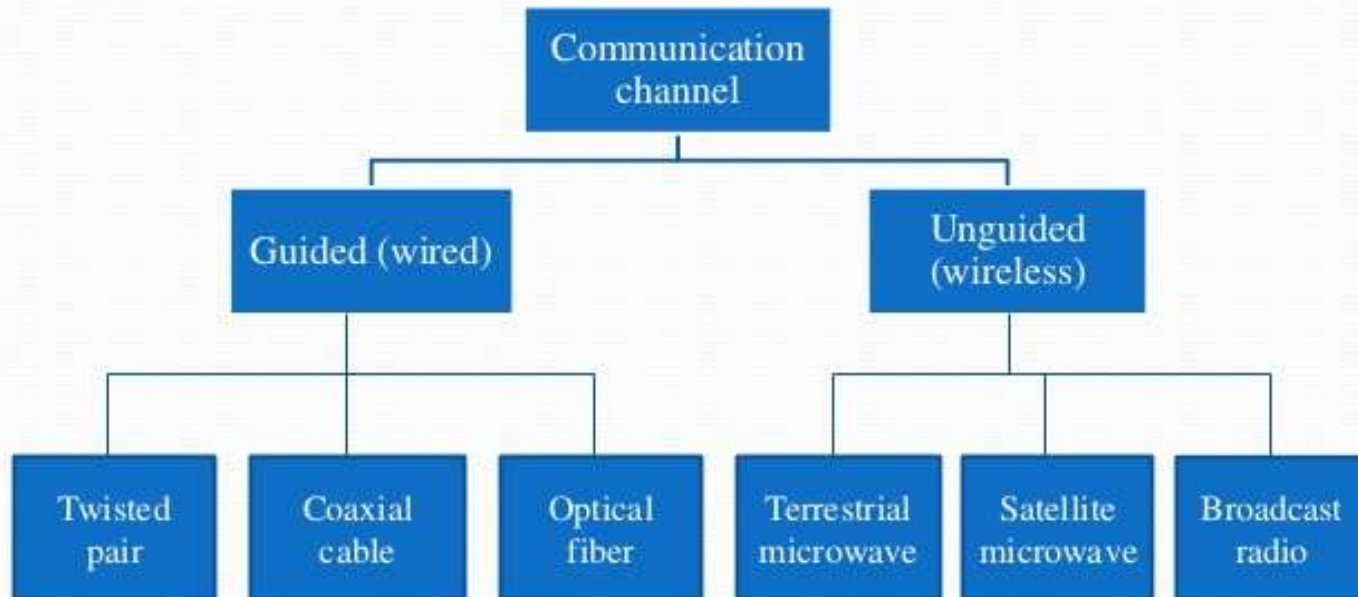 Communication
channel
Guided (wired)
Unguided
(wireless)
Twisted
pair
Coaxial
cable
Optical
fiber
Terrestrial
microwave
Satellite
microwave
Broadcast
radio